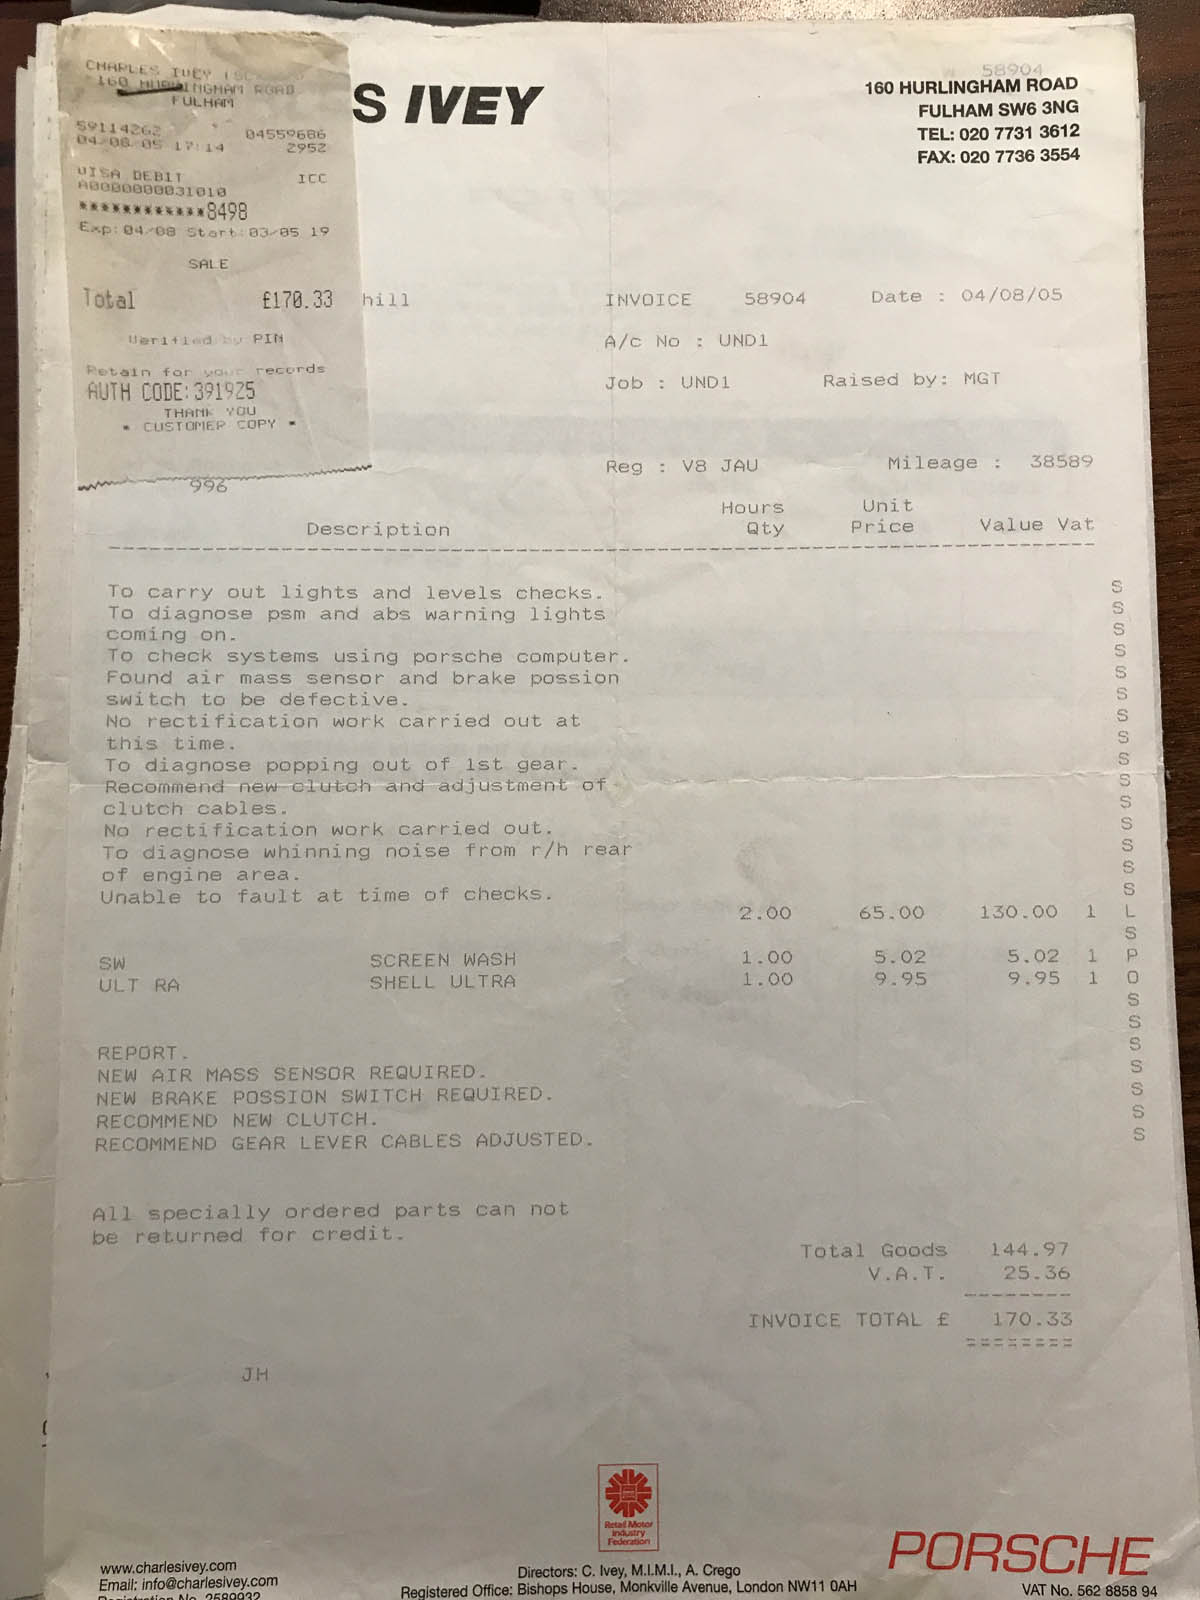 CHARLES IVEY
160 HURLINGHAM ROAD
FULHAM
59114262 04559686
04/08/05 17:14 2952
VISA DEBIT ICC
A0000000031010
************8498
Exp:04/08 Start:03/05 19
SALE
Total £170.33
Verified by PIN
Retain for your records
AUTH CODE:391925
THANK YOU
* CUSTOMER COPY *
S IVEY
58904
160 HURLINGHAM ROAD
FULHAM SW6 3NG
TEL: 020 7731 3612
FAX: 020 7736 3554
hill INVOICE 58904 Date : 04/08/05
A/c No : UND1
Job : UND1 Raised by: MGT
Reg : V8 JAU Mileage : 38589
996
Hours Unit
Description Qty Price Value Vat
To carry out lights and levels checks. S
To diagnose psm and abs warning lights S
coming on. S
To check systems using porsche computer. S
Found air mass sensor and brake possion S
switch to be defective. S
No rectification work carried out at S
this time. S
To diagnose popping out of 1st gear. S
Recommend new clutch and adjustment of S
clutch cables. S
No rectification work carried out. S
To diagnose whinning noise from r/h rear S
of engine area. S
Unable to fault at time of checks. S
2.00 65.00 130.00 1 L
S
SW SCREEN WASH 1.00 5.02 5.02 1 P
ULT RA SHELL ULTRA 1.00 9.95 9.95 1 O
S
S
REPORT. S
NEW AIR MASS SENSOR REQUIRED. S
NEW BRAKE POSSION SWITCH REQUIRED. S
RECOMMEND NEW CLUTCH. S
RECOMMEND GEAR LEVER CABLES ADJUSTED. S
All specially ordered parts can not
be returned for credit.
Total Goods 144.97
V.A.T. 25.36
INVOICE TOTAL £ 170.33
JH
Retail Motor
Industry
Federation
PORSCHE
www.charlesivey.com
Email: info@charlesivey.com
Registration No. 2589932
Directors: C. Ivey, M.I.M.I., A. Crego
Registered Office: Bishops House, Monkville Avenue, London NW11 0AH
VAT No. 562 8858 94